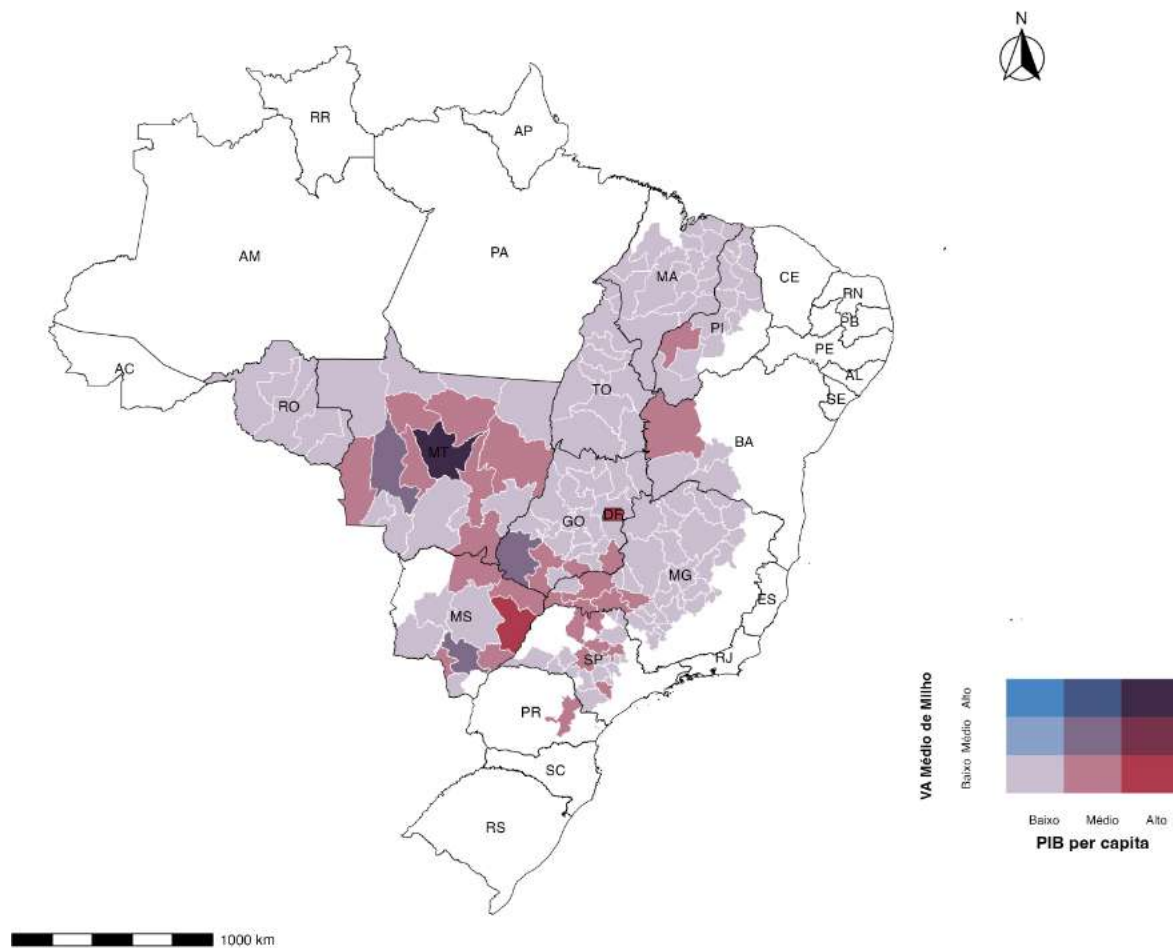 N
RR
AP
AM
PA
MA
CE
RN
PB
PI
PE
AC
AL
TO
SE
RO
BA
MT
DF
GO
MG
ES
MS
SP
RJ
PR
SC
RS
VA Médio de Milho
Alto
Médio
Baixo
Baixo Médio Alto
PIB per capita
1000 km